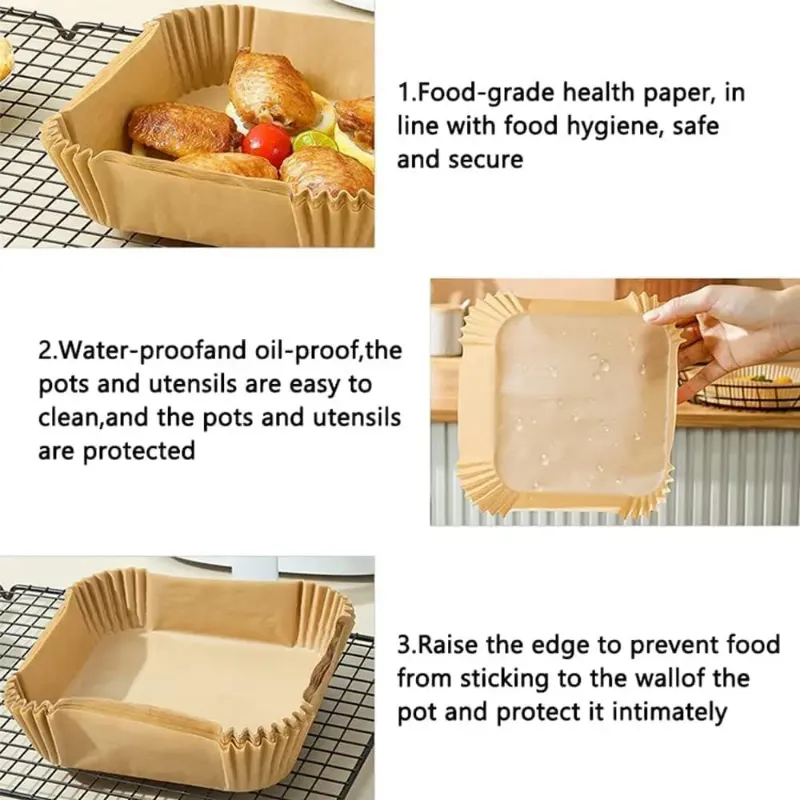 1.Food-grade health paper, in
line with food hygiene, safe
and secure
2.Water-proofand oil-proof,the
pots and utensils are easy to
clean,and the pots and utensils
are protected
3.Raise the edge to prevent food
from sticking to the wallof the
pot and protect it intimately